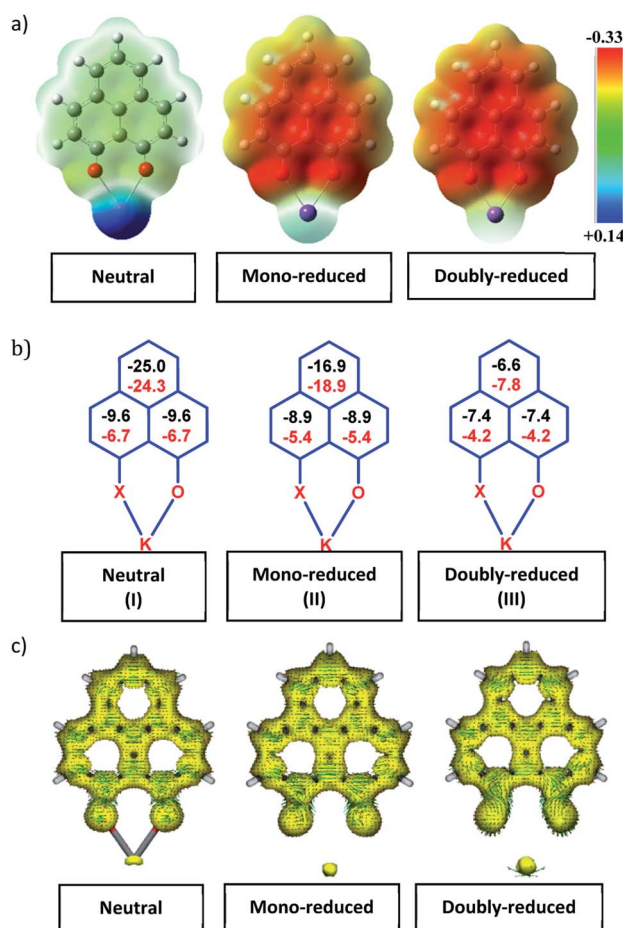 a)
-0.33
+0.14
Neutral
Mono-reduced
Doubly-reduced
b)
-25.0
-24.3
-9.6
-9.6
-6.7
-6.7
X
O
K
Neutral
(I)
-16.9
-18.9
-8.9
-8.9
-5.4
-5.4
X
O
K
Mono-reduced
(II)
-6.6
-7.8
-7.4
-7.4
-4.2
-4.2
X
O
K
Doubly-reduced
(III)
c)
Neutral
Mono-reduced
Doubly-reduced